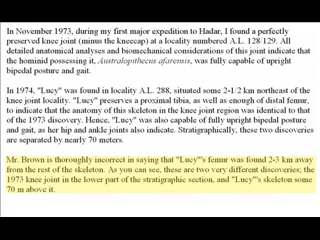 In November 1973, during my first major expedition to Hadar, I found a perfectly
preserved knee joint (minus the kneecap) at a locality numbered A.L. 128/129. All
detailed anatomical analyses and biomechanical considerations of this joint indicate that
the hominid possessing it, Australopithecus afarensis, was fully capable of upright
bipedal posture and gait.
In 1974, "Lucy" was found in locality A.L. 288, situated some 2-1/2 km northeast of the
knee joint locality. "Lucy" preserves a proximal tibia, as well as enough of distal femur,
to indicate that the anatomy of this skeleton in the knee joint region was identical to that
of the 1973 discovery. Hence, "Lucy" was also capable of fully upright bipedal posture
and gait, as her hip and ankle joints also indicate. Stratigraphically, these two discoveries
are separated by nearly 70 meters.
Mr. Brown is thoroughly incorrect in saying that "Lucy"'s femur was found 2-3 km away
from the rest of the skeleton. As you can see, these are two very different discoveries; the
1973 knee joint in the lower part of the stratigraphic section, and "Lucy"'s skeleton some
70 m above it.